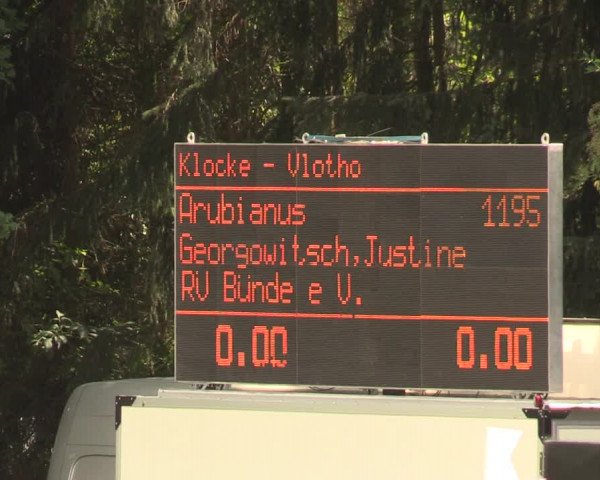 Klocke - Vlotho
Arubianus 1195
Georgowitsch,Justine
RV Bünde e V.
0.00 0.00